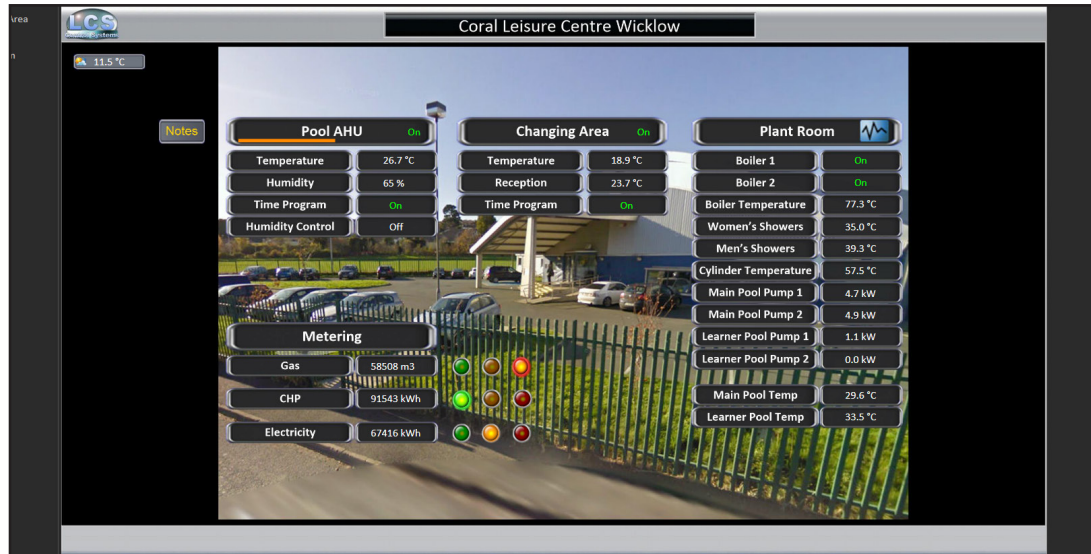 Area
n
LCS
Coral Leisure Centre Wicklow
11.5 °C
Notes
Pool AHU On
Temperature 26.7 °C
Humidity 65 %
Time Program On
Humidity Control Off
Changing Area On
Temperature 18.9 °C
Reception 23.7 °C
Time Program On
Plant Room
Boiler 1 On
Boiler 2 On
Boiler Temperature 77.3 °C
Women's Showers 35.0 °C
Men's Showers 39.3 °C
Cylinder Temperature 57.5 °C
Main Pool Pump 1 4.7 kW
Main Pool Pump 2 4.9 kW
Learner Pool Pump 1 1.1 kW
Learner Pool Pump 2 0.0 kW
Main Pool Temp 29.6 °C
Learner Pool Temp 33.5 °C
Metering
Gas 58508 m3
CHP 91543 kWh
Electricity 67416 kWh